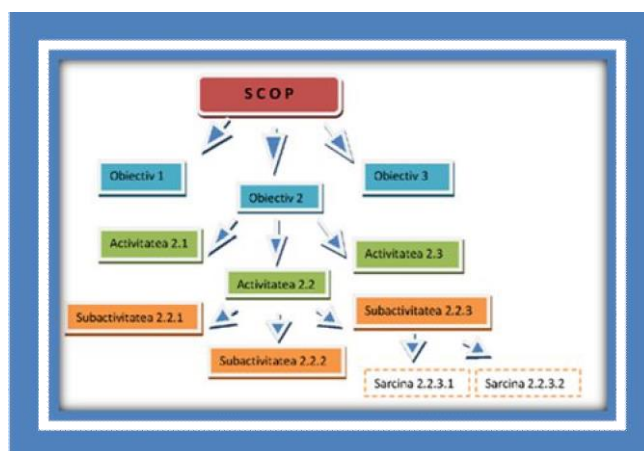 S C O P
Obiectiv 1
Obiectiv 2
Obiectiv 3
Activitatea 2.1
Activitatea 2.2
Activitatea 2.3
Subactivitatea 2.2.1
Subactivitatea 2.2.2
Subactivitatea 2.2.3
Sarcina 2.2.3.1
Sarcina 2.2.3.2